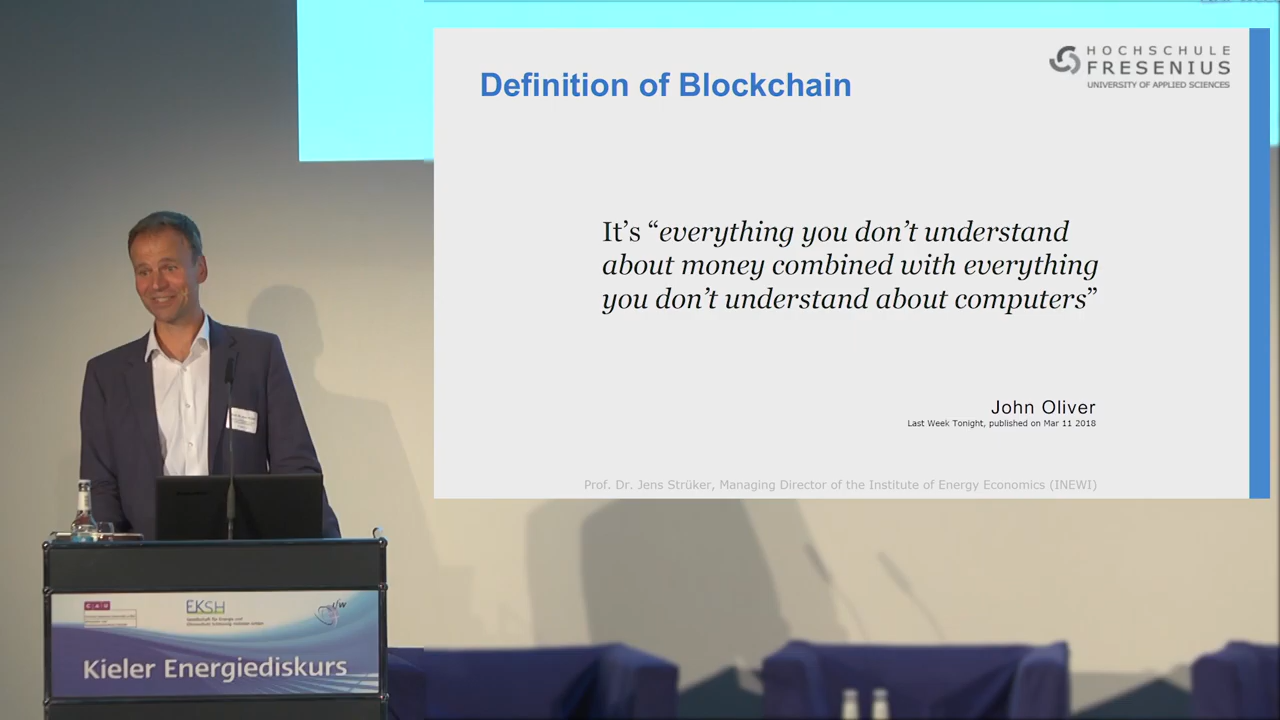 Definition of Blockchain
HOCHSCHULE
FRESENIUS
UNIVERSITY OF APPLIED SCIENCES
It’s “everything you don’t understand
about money combined with everything
you don’t understand about computers”
John Oliver
Last Week Tonight, published on Mar 11 2018
Prof. Dr. Jens Strüker, Managing Director of the Institute of Energy Economics (INEWI)
CAU
EKSH
ifw
Kieler Energiediskurs